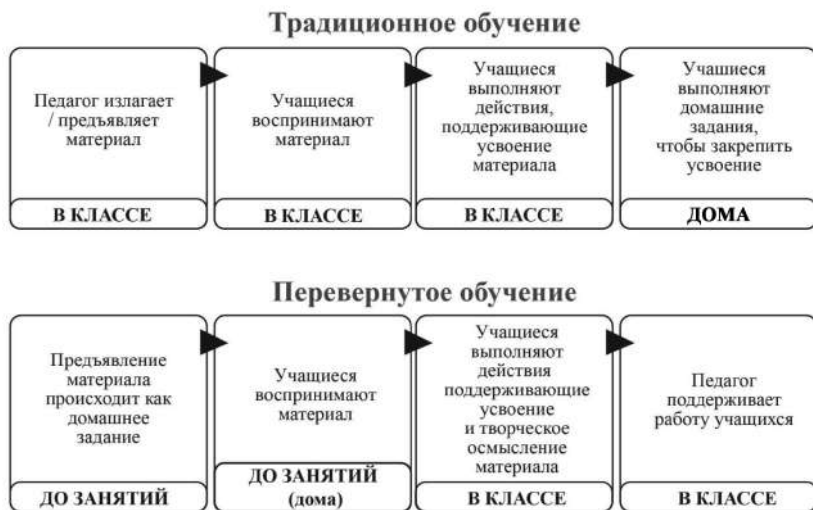 Традиционное обучение
Педагог излагает
/ предъявляет
материал
В КЛАССЕ
Учащиеся
воспринимают
материал
В КЛАССЕ
Учащиеся
выполняют
действия,
поддерживающие
усвоение
материала
В КЛАССЕ
Учашиеся
выполняют
домашние
задания,
чтобы закрепить
усвоение
ДОМА
Перевернутое обучение
Предъявление
материала
происходит как
домашнее
задание
ДО ЗАНЯТИЙ
Учащиеся
воспринимают
материал
ДО ЗАНЯТИЙ
(дома)
Учащиеся
выполняют
действия
поддерживающие
усвоение
и творческое
осмысление
материала
В КЛАССЕ
Педагог
поддерживает
работу учащихся
В КЛАССЕ